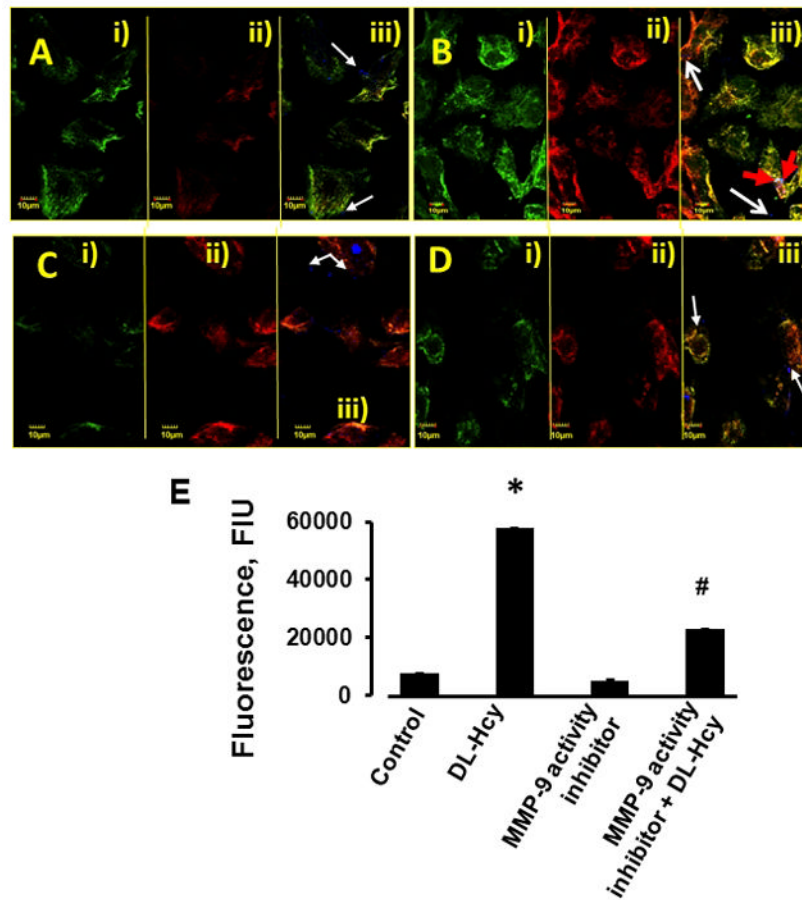 A i) ii) iii) B i) ii) iii)
10µm 10µm 10µm 10µm 10µm 10µm
C i) ii) D i) ii) iii
iii)
10µm 10µm 10µm 10µm 10µm 10µm
E
*
#
Fluorescence, FIU
60000
40000
20000
0
Control
DL-Hcy
MMP-9 activity
inhibitor
MMP-9 activity
inhibitor + DL-Hcy